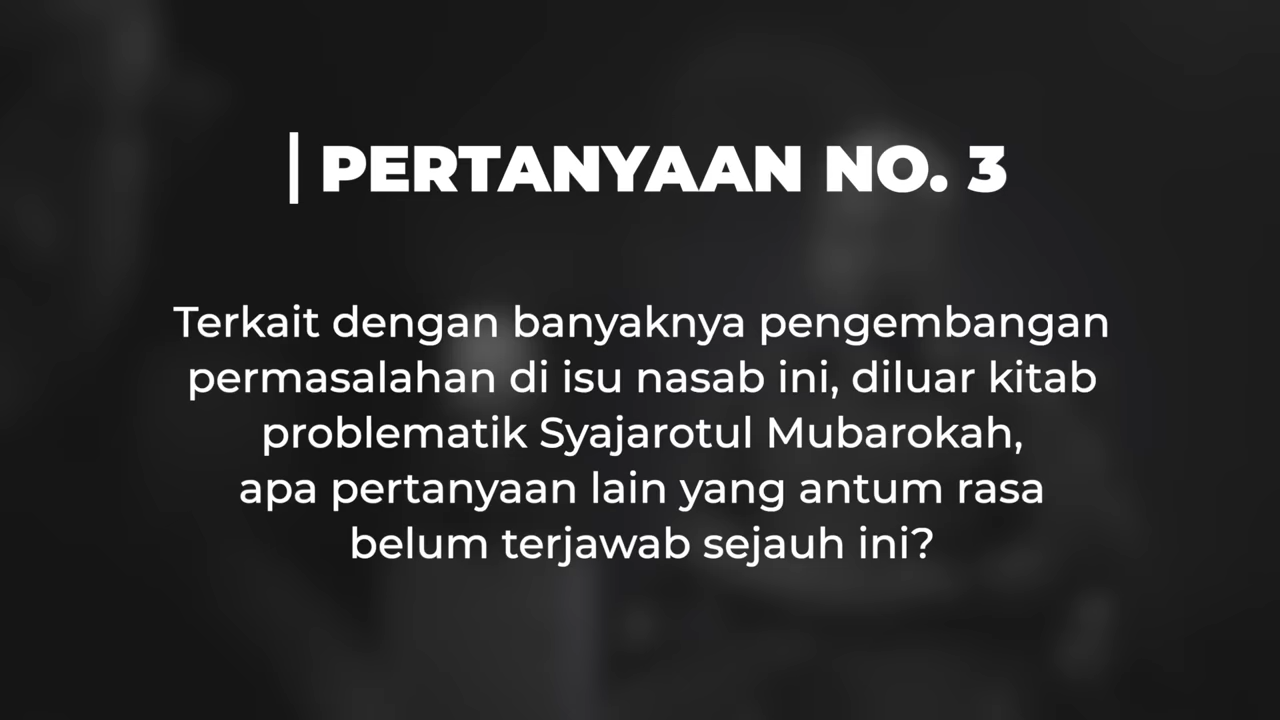 | PERTANYAAN NO. 3
Terkait dengan banyaknya pengembangan
permasalahan di isu nasab ini, diluar kitab
problematik Syajarotul Mubarokah,
apa pertanyaan lain yang antum rasa
belum terjawab sejauh ini?